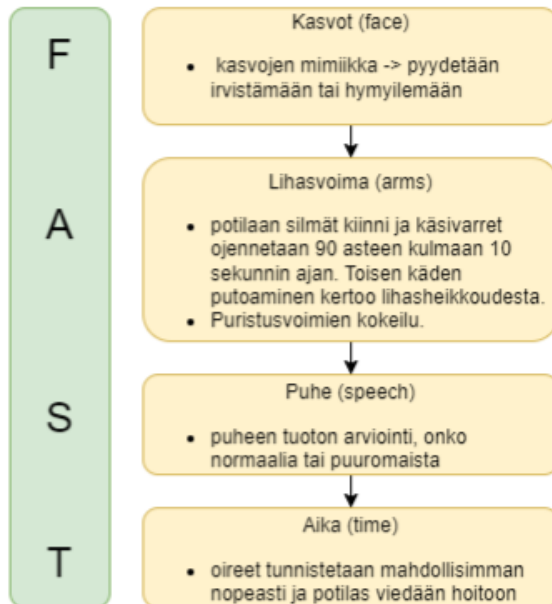 F
Kasvot (face)
• kasvojen mimiikka -> pyydetään
irvistämään tai hymyilemään
A
Lihasvoima (arms)
• potilaan silmät kiinni ja käsivarret
ojennetaan 90 asteen kulmaan 10
sekunnin ajan. Toisen käden
putoaminen kertoo lihasheikkoudesta.
• Puristusvoimien kokeilu.
S
Puhe (speech)
• puheen tuoton arviointi, onko
normaalia tai puuromaista
T
Aika (time)
• oireet tunnistetaan mahdollisimman
nopeasti ja potilas viedään hoitoon